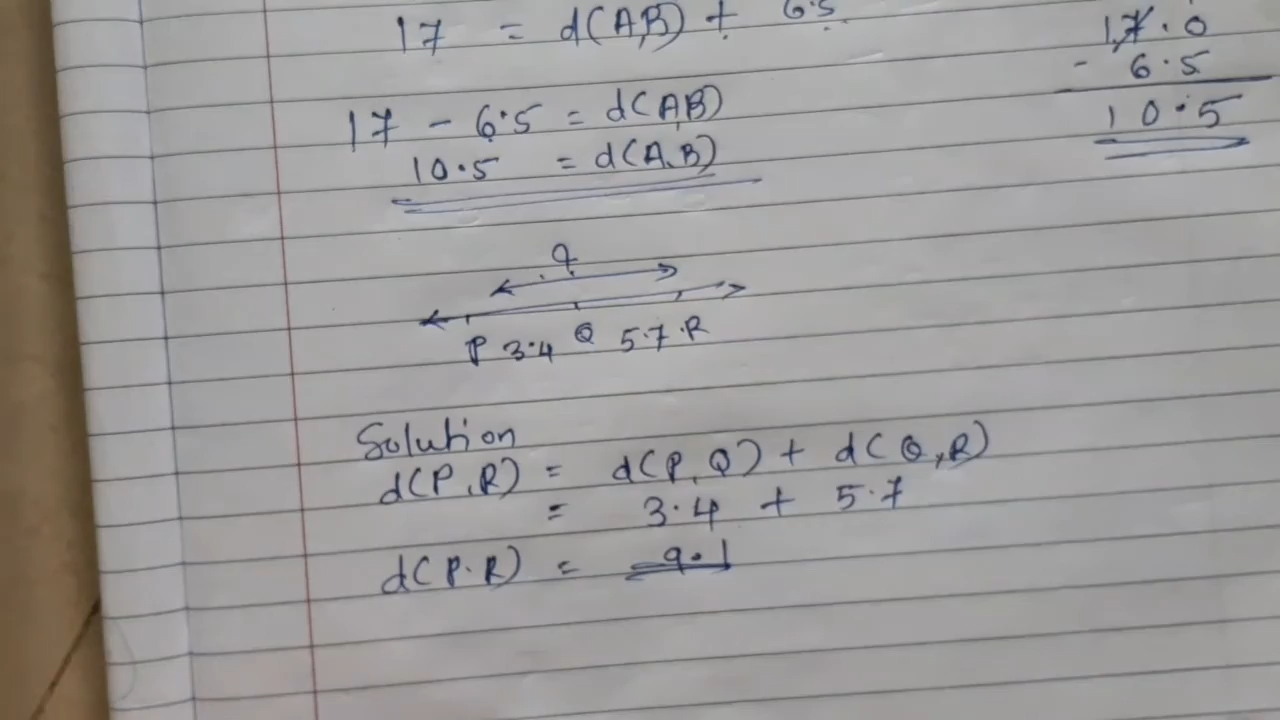 17 = d(A,B) + 6.5
17.0
- 6.5
10.5
17 - 6.5 = d(A,B)
10.5 = d(A,B)
P 3.4 Q 5.7 R
Solution
d(P,R) = d(P,Q) + d(Q,R)
= 3.4 + 5.7
d(P.R) = 9.1